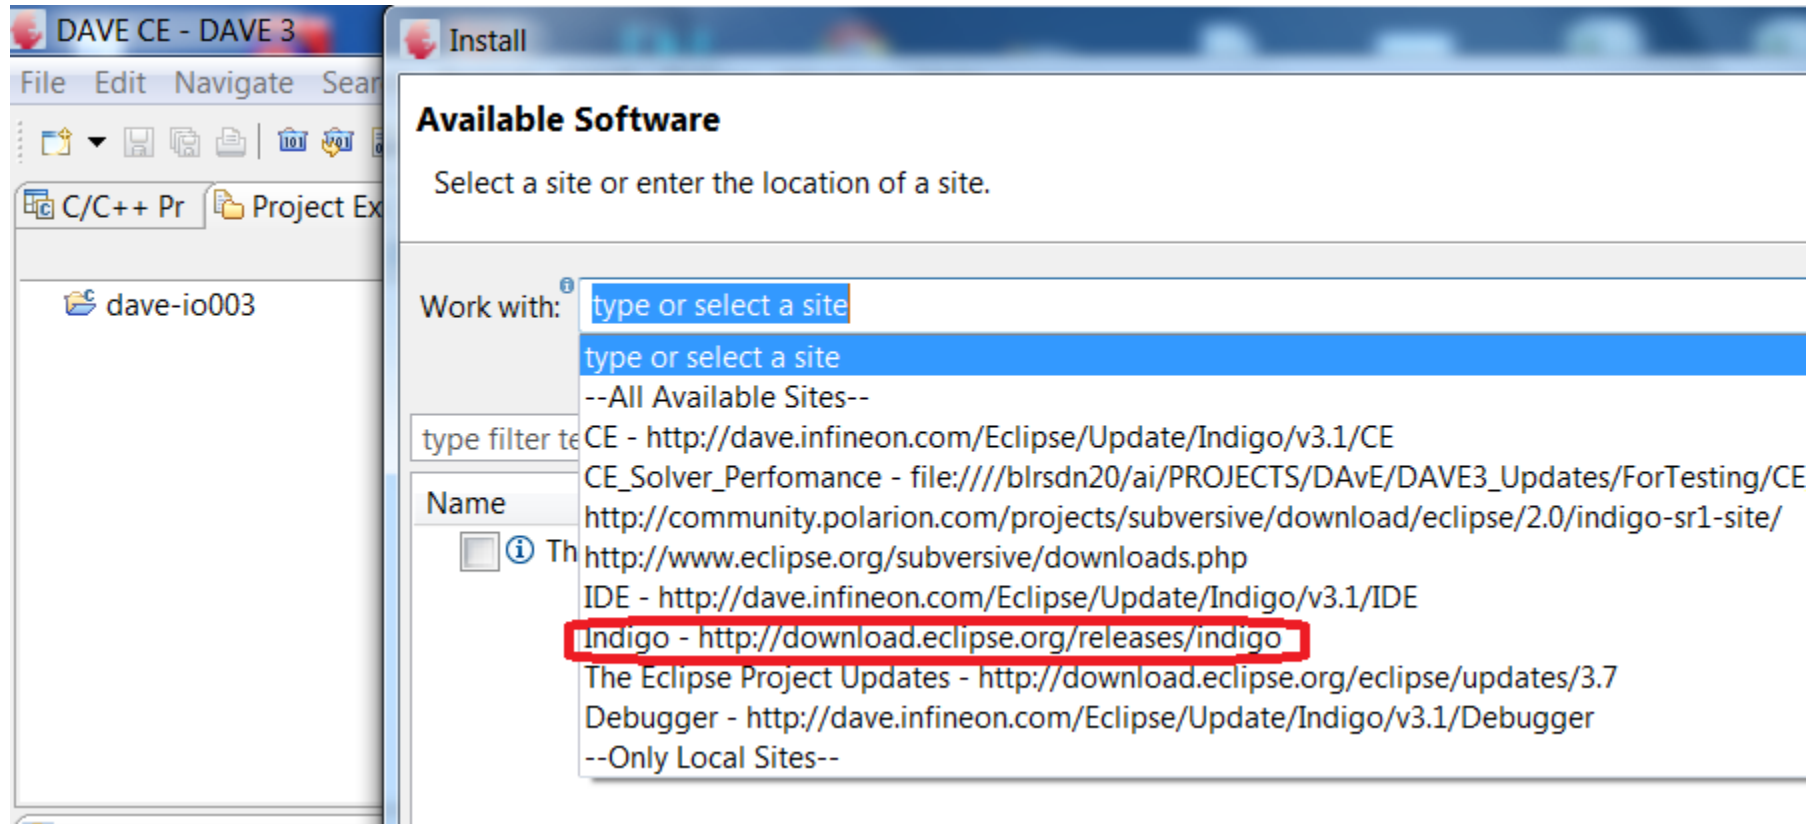 DAVE CE - DAVE 3
File Edit Navigate Sear
C/C++ Pr
Project Ex
dave-io003
Install
Available Software
Select a site or enter the location of a site.
Work with:
type or select a site
type or select a site
--All Available Sites--
CE - http://dave.infineon.com/Eclipse/Update/Indigo/v3.1/CE
CE_Solver_Perfomance - file:////blrsdn20/ai/PROJECTS/DAvE/DAVE3_Updates/ForTesting/CE
http://community.polarion.com/projects/subversive/download/eclipse/2.0/indigo-sr1-site/
http://www.eclipse.org/subversive/downloads.php
IDE - http://dave.infineon.com/Eclipse/Update/Indigo/v3.1/IDE
Indigo - http://download.eclipse.org/releases/indigo
The Eclipse Project Updates - http://download.eclipse.org/eclipse/updates/3.7
Debugger - http://dave.infineon.com/Eclipse/Update/Indigo/v3.1/Debugger
--Only Local Sites--
type filter te
Name
Th